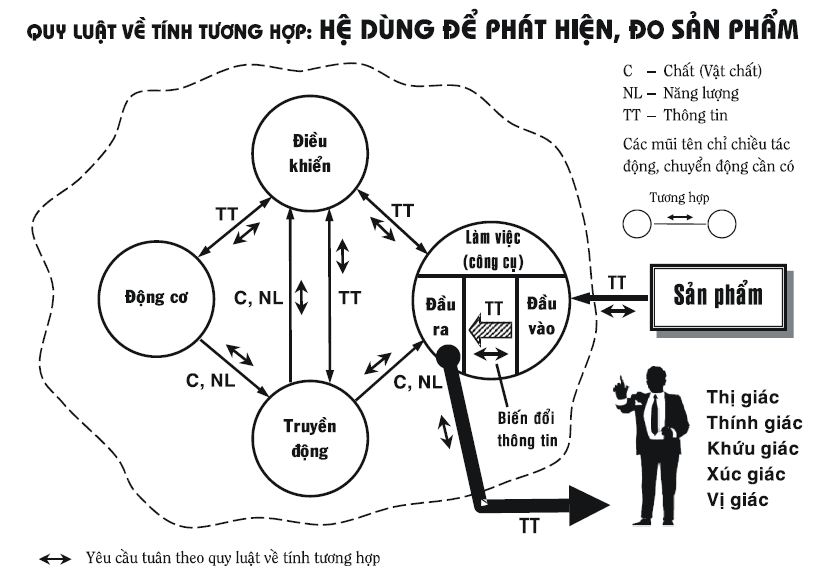 QUY LUẬT VỀ TÍNH TƯƠNG HỢP: HỆ DÙNG ĐỂ PHÁT HIỆN, ĐO SẢN PHẨM
C – Chất (Vật chất)
NL – Năng lượng
TT – Thông tin
Các mũi tên chỉ chiều tác
động, chuyển động cần có
Tương hợp
Điều
khiển
TT
TT
Làm việc
(công cụ)
Động cơ
C, NL
TT
Đầu
ra
TT
Đầu
vào
TT
Sản phẩm
C, NL
C, NL
Truyền
động
Biến đổi
thông tin
TT
Thị giác
Thính giác
Khứu giác
Xúc giác
Vị giác
Yêu cầu tuân theo quy luật về tính tương hợp